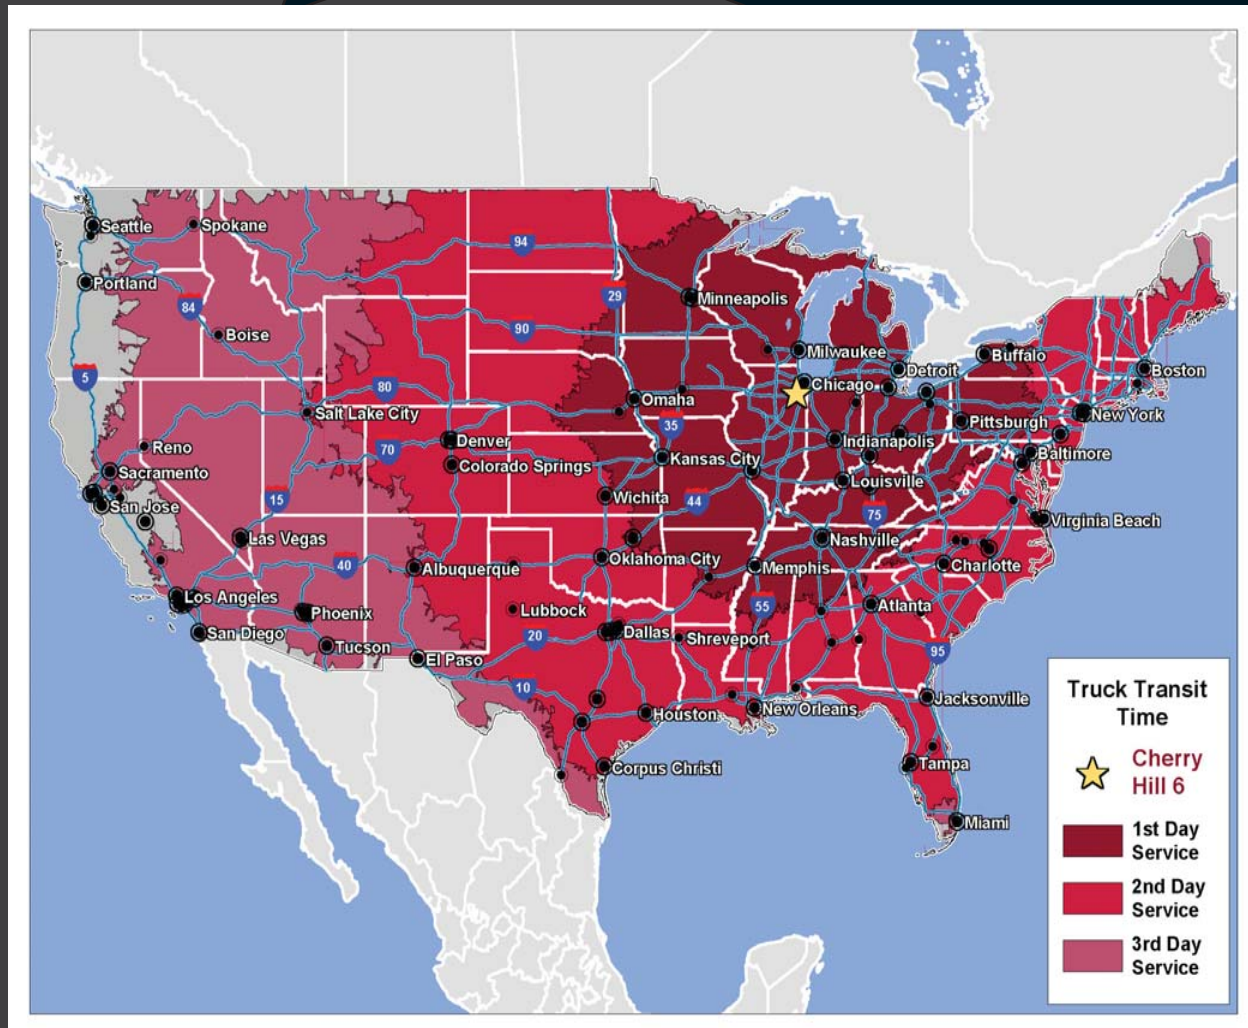 94
Seattle
Spokane
Portland
84
29
Minneapolis
90
Boise
Milwaukee
Buffalo
5
80
Chicago
Detroit
Boston
Omaha
Salt Lake City
35
Pittsburgh
New York
Reno
70
Denver
Indianapolis
Baltimore
Sacramento
Colorado Springs
Kansas City
Louisville
15
Wichita
44
San Jose
75
Virginia Beach
Las Vegas
Nashville
40
Albuquerque
Oklahoma City
Memphis
Charlotte
Los Angeles
Phoenix
Lubbock
55
Atlanta
San Diego
20
Dallas
Shreveport
Tucson
El Paso
95
10
Houston
New Orleans
Jacksonville
Corpus Christi
Tampa
Miami
Truck Transit
Time
Cherry
Hill 6
1st Day
Service
2nd Day
Service
3rd Day
Service